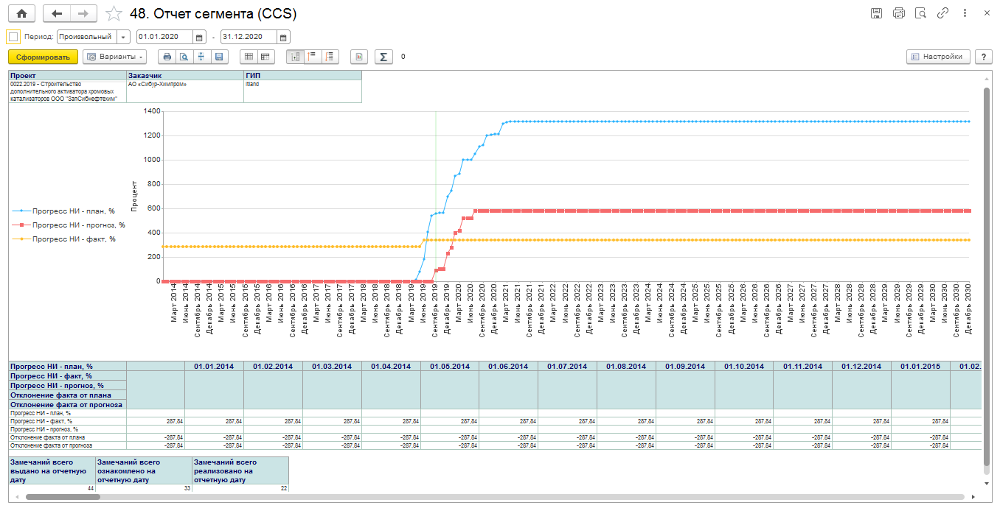 48. Отчет сегмента (CCS)
Период: Произвольный 01.01.2020 - 31.12.2020
Сформировать Варианты Σ 0 Настройки ?
Проект Заказчик ГИП
0022.2019 - Строительство дополнительного активатора хромовых катализаторов ООО "ЗапСибнефтехим"
АО «Сибур-Химпром»
Itland
1400
1200
1000
800
600
400
200
0
Процент
Прогресс НИ - план, %
Прогресс НИ - прогноз, %
Прогресс НИ - факт, %
Март 2014 Июнь 2014 Сентябрь 2014 Декабрь 2014 Март 2015 Июнь 2015 Сентябрь 2015 Декабрь 2015 Март 2016 Июнь 2016 Сентябрь 2016 Декабрь 2016 Март 2017 Июнь 2017 Сентябрь 2017 Декабрь 2017 Март 2018 Июнь 2018 Сентябрь 2018 Декабрь 2018 Март 2019 Июнь 2019 Сентябрь 2019 Декабрь 2019 Март 2020 Июнь 2020 Сентябрь 2020 Декабрь 2020 Март 2021 Июнь 2021 Сентябрь 2021 Декабрь 2021 Март 2022 Июнь 2022 Сентябрь 2022 Декабрь 2022 Март 2023 Июнь 2023 Сентябрь 2023 Декабрь 2023 Март 2024 Июнь 2024 Сентябрь 2024 Декабрь 2024 Март 2025 Июнь 2025 Сентябрь 2025 Декабрь 2025 Март 2026 Июнь 2026 Сентябрь 2026 Декабрь 2026 Март 2027 Июнь 2027 Сентябрь 2027 Декабрь 2027 Март 2028 Июнь 2028 Сентябрь 2028 Декабрь 2028 Март 2029 Июнь 2029 Сентябрь 2029 Декабрь 2029 Март 2030 Июнь 2030 Сентябрь 2030 Декабрь 2030
Прогресс НИ - план, % 01.01.2014 01.02.2014 01.03.2014 01.04.2014 01.05.2014 01.06.2014 01.07.2014 01.08.2014 01.09.2014 01.10.2014 01.11.2014 01.12.2014 01.01.2015 01.02.
Прогресс НИ - факт, %
Прогресс НИ - прогноз, %
Отклонение факта от плана
Отклонение факта от прогноза
Прогресс НИ - план, %
Прогресс НИ - факт, % 287,84 287,84 287,84 287,84 287,84 287,84 287,84 287,84 287,84 287,84 287,84 287,84 287,84 287,84
Прогресс НИ - прогноз, %
Отклонение факта от плана -287,84 -287,84 -287,84 -287,84 -287,84 -287,84 -287,84 -287,84 -287,84 -287,84 -287,84 -287,84 -287,84 -287,84
Отклонение факта от прогноза -287,84 -287,84 -287,84 -287,84 -287,84 -287,84 -287,84 -287,84 -287,84 -287,84 -287,84 -287,84 -287,84 -287,84
Замечаний всего выдано на отчетную дату
Замечаний всего ознакомлено на отчетную дату
Замечаний всего реализовано на отчетную дату
44 33 22